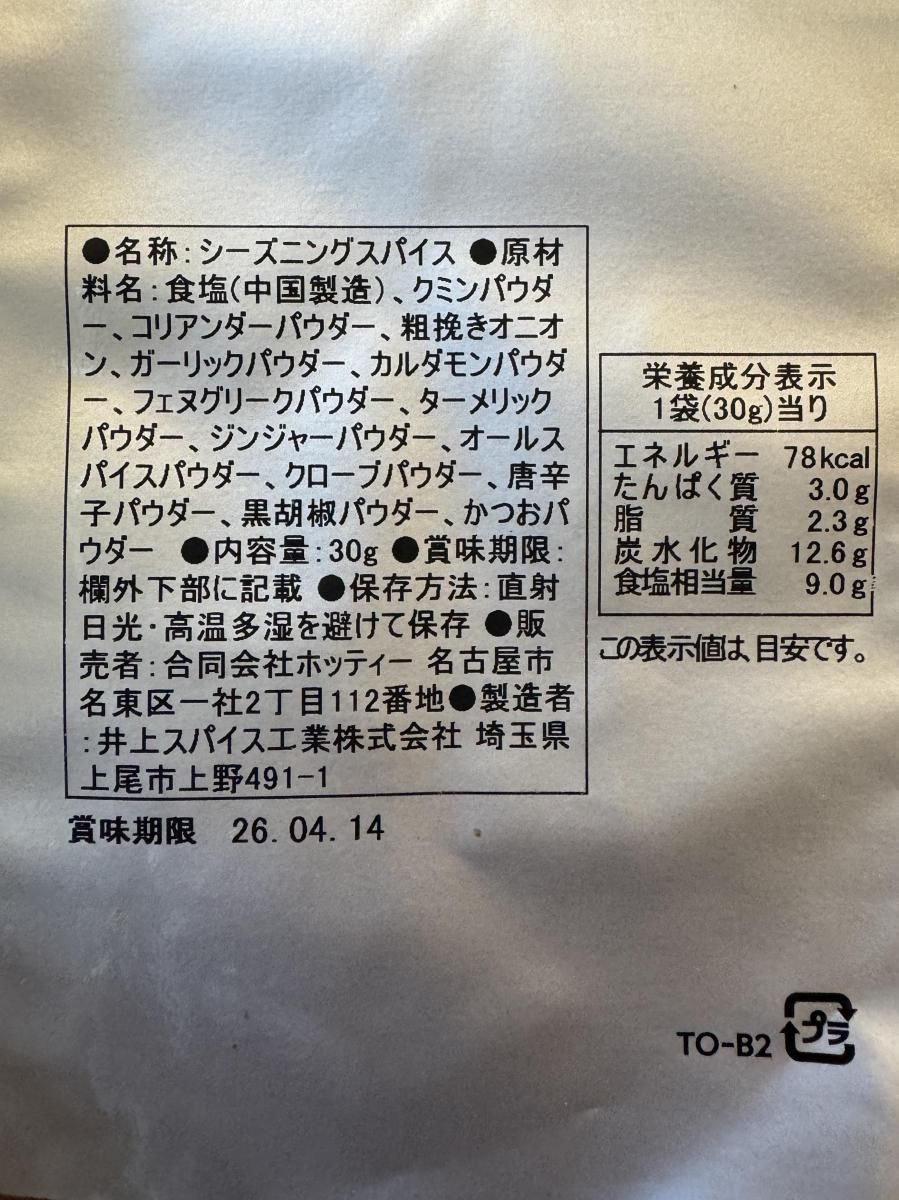 ●名称:シーズニングスパイス ●原材
料名:食塩(中国製造)、クミンパウダ
ー、コリアンダーパウダー、粗挽きオニオ
ン、ガーリックパウダー、カルダモンパウダ
ー、フェヌグリークパウダー、ターメリック
パウダー、ジンジャーパウダー、オールス
パイスパウダー、クローブパウダー、唐辛
子パウダー、黒胡椒パウダー、かつおパ
ウダー ●内容量:30g ●賞味期限:
欄外下部に記載 ●保存方法:直射
日光・高温多湿を避けて保存 ●販
売者:合同会社ホッティー 名古屋市
名東区一社2丁目112番地●製造者
:井上スパイス工業株式会社 埼玉県
上尾市上野491-1
賞味期限 26.04.14
栄養成分表示
1袋(30g)当り
エネルギー 78kcal
たんぱく質 3.0g
脂質 2.3g
炭水化物 12.6g
食塩相当量 9.0g
この表示値は、目安です。
TO-B2 プラ